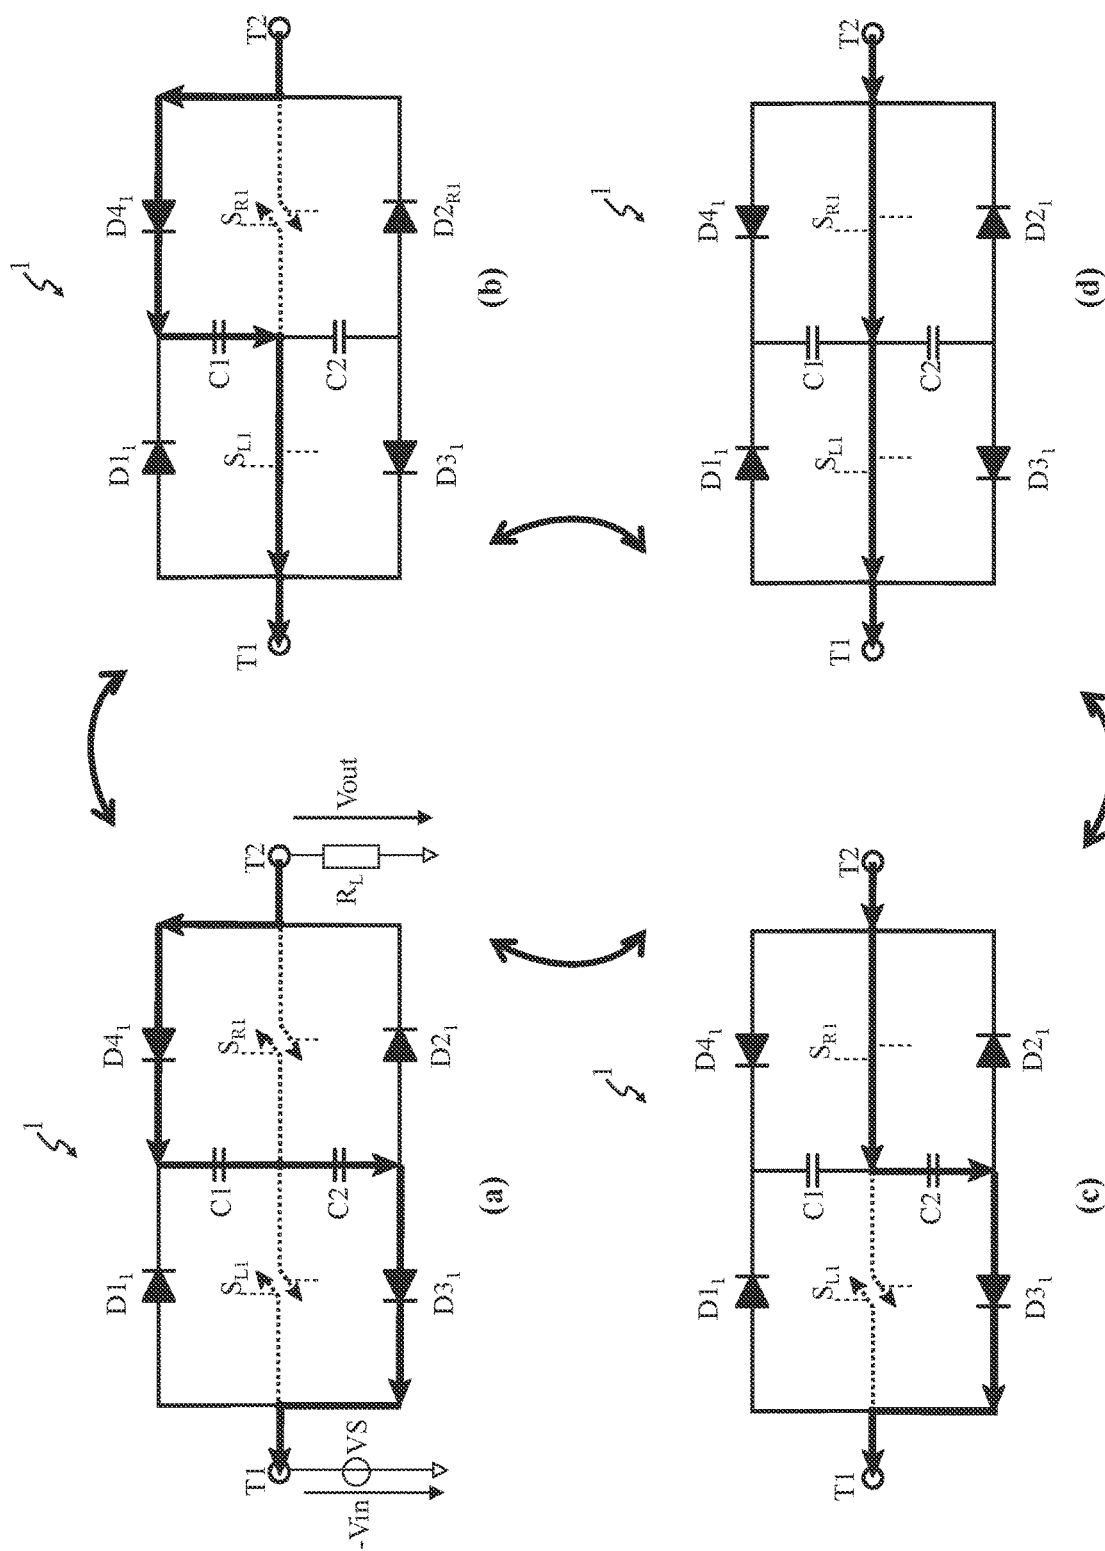 1
D1₁
D4₁
C1
S_L1
S_R1
C2
D3₁
D2₁
T1
T2
VS
-Vin
R_L
Vout
(a)
1
D1₁
D4₁
C1
S_L1
S_R1
C2
D3₁
D2_R1
T1
T2
(b)
1
D1₁
D4₁
C1
S_L1
S_R1
C2
D3₁
D2₁
T1
T2
(c)
1
D1₁
D4₁
C1
S_L1
S_R1
C2
D3₁
D2₁
T1
T2
(d)